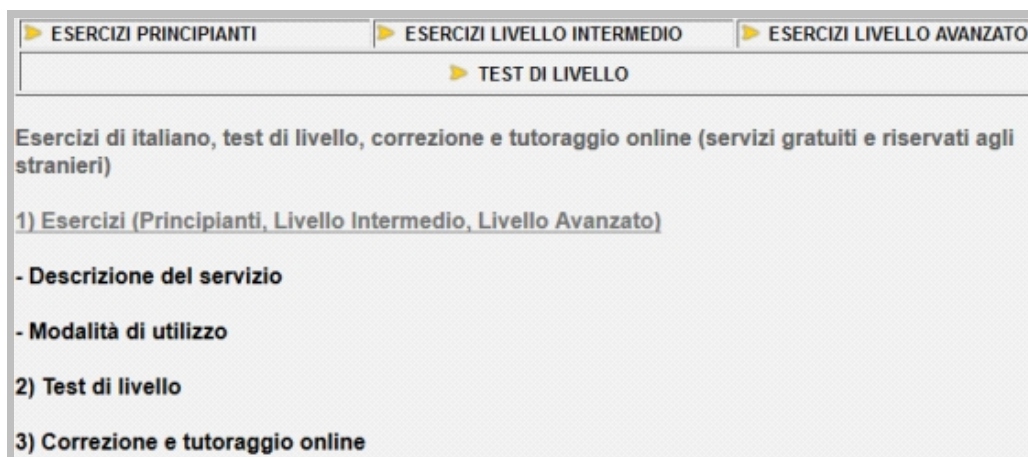 ESERCIZI PRINCIPIANTI
ESERCIZI LIVELLO INTERMEDIO
ESERCIZI LIVELLO AVANZATO
TEST DI LIVELLO
Esercizi di italiano, test di livello, correzione e tutoraggio online (servizi gratuiti e riservati agli
stranieri)
1) Esercizi (Principianti, Livello Intermedio, Livello Avanzato)
- Descrizione del servizio
- Modalità di utilizzo
2) Test di livello
3) Correzione e tutoraggio online